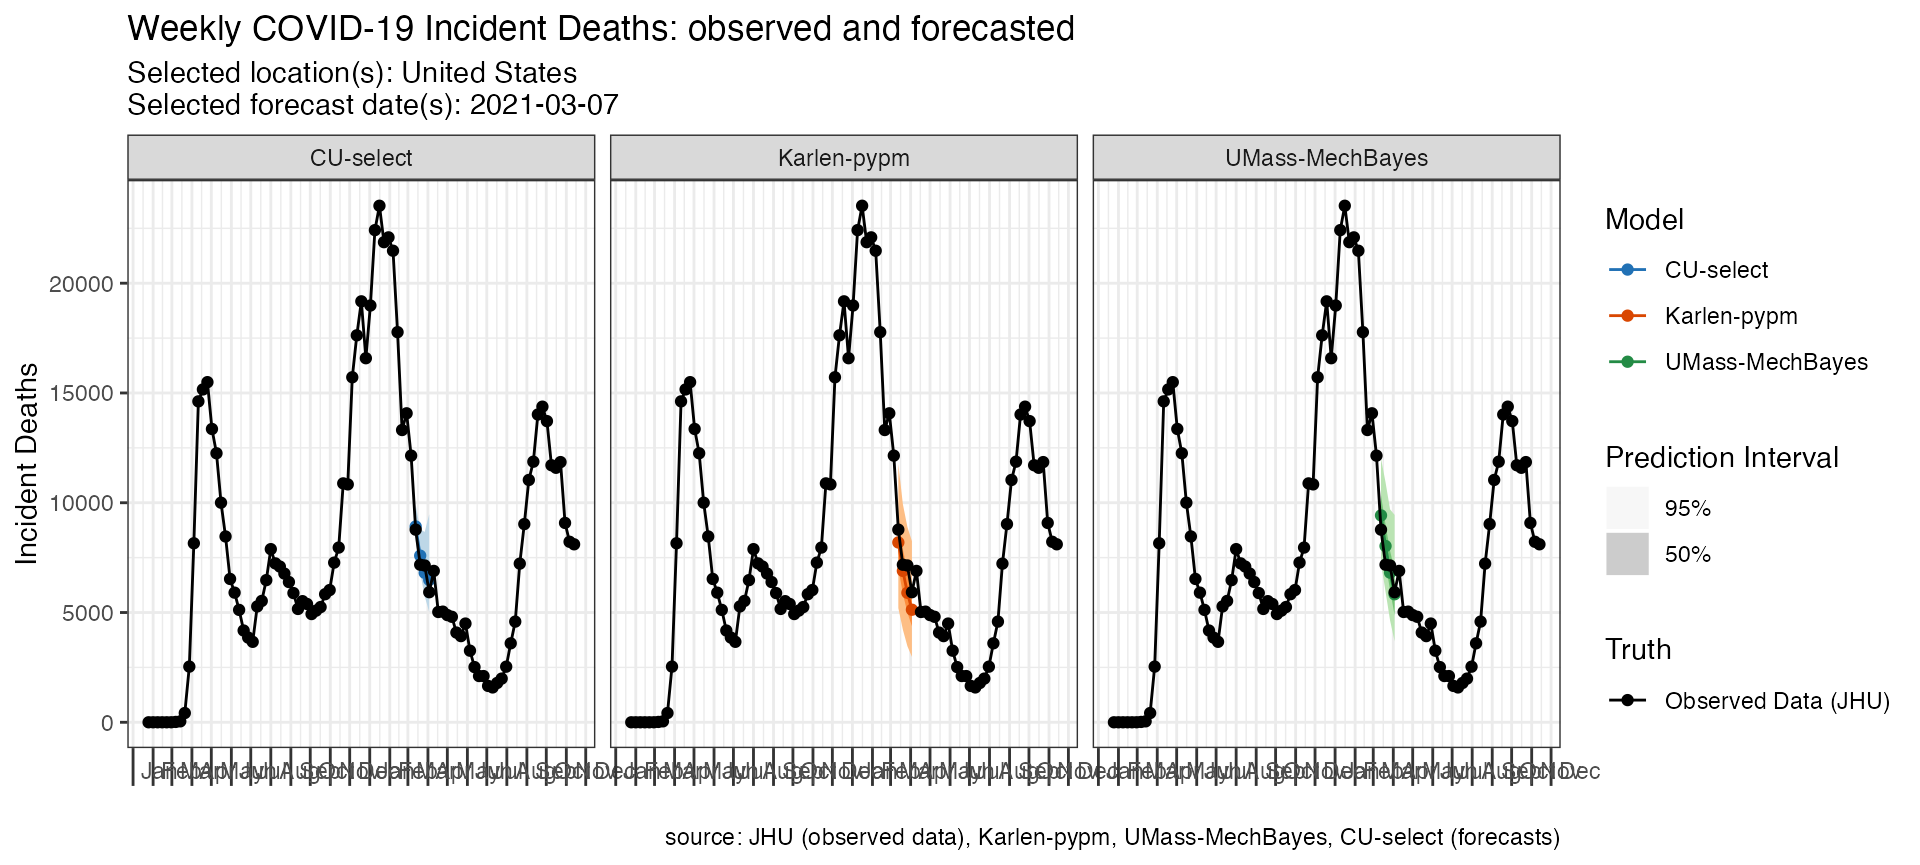 Weekly COVID-19 Incident Deaths: observed and forecasted
Selected location(s): United States
Selected forecast date(s): 2021-03-07
CU-select
Karlen-pypm
UMass-MechBayes
Incident Deaths
20000
15000
10000
5000
0
Model
CU-select
Karlen-pypm
UMass-MechBayes
Prediction Interval
95%
50%
Truth
Observed Data (JHU)
source: JHU (observed data), Karlen-pypm, UMass-MechBayes, CU-select (forecasts)